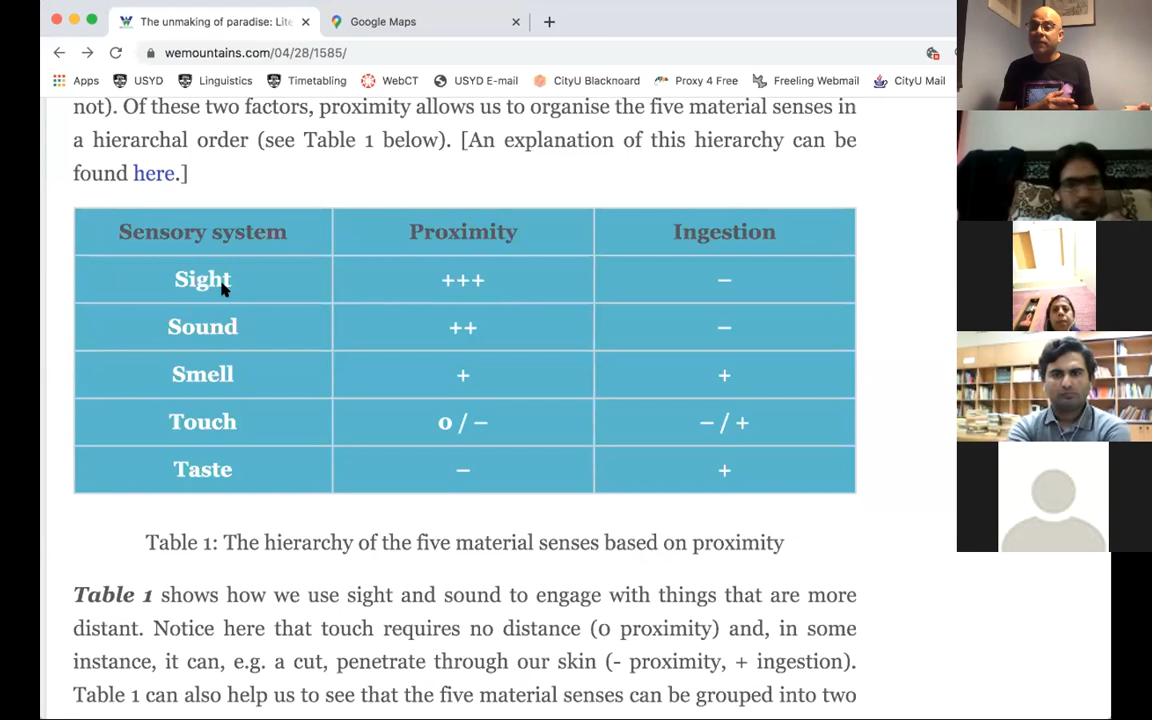 The unmaking of paradise: Lite
Google Maps
wemountains.com/04/28/1585/
Apps USYD Linguistics Timetabling WebCT USYD E-mail CityU Blacknoard Proxy 4 Free Freeling Webmail CityU Mail
not). Of these two factors, proximity allows us to organise the five material senses in
a hierarchal order (see Table 1 below). [An explanation of this hierarchy can be
found here.]
Sensory system Proximity Ingestion
Sight +++ –
Sound ++ –
Smell + +
Touch 0 / – – / +
Taste – +
Table 1: The hierarchy of the five material senses based on proximity
Table 1 shows how we use sight and sound to engage with things that are more
distant. Notice here that touch requires no distance (0 proximity) and, in some
instance, it can, e.g. a cut, penetrate through our skin (- proximity, + ingestion).
Table 1 can also help us to see that the five material senses can be grouped into two